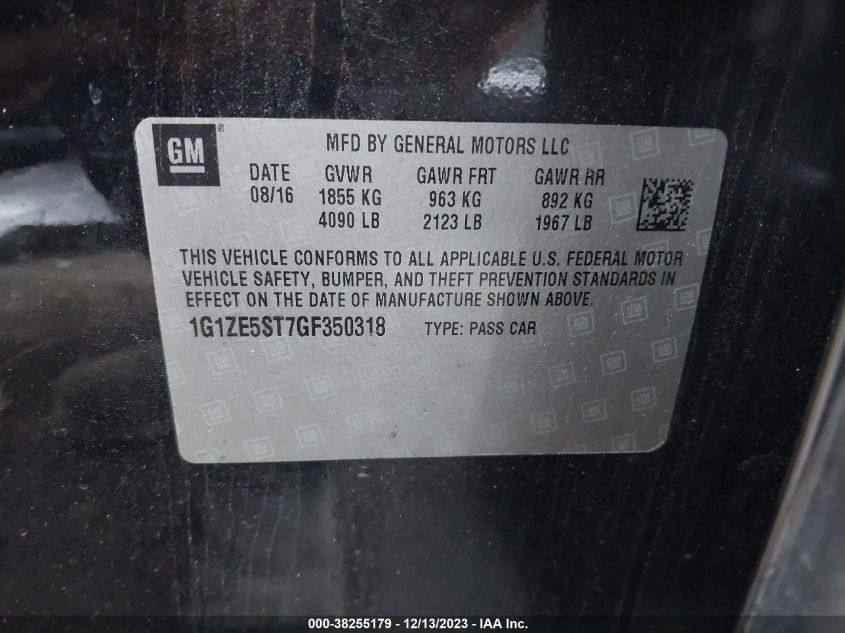 GM ®
MFD BY GENERAL MOTORS LLC
DATE GVWR GAWR FRT GAWR RR
08/16 1855 KG 963 KG 892 KG
4090 LB 2123 LB 1967 LB
THIS VEHICLE CONFORMS TO ALL APPLICABLE U.S. FEDERAL MOTOR
VEHICLE SAFETY, BUMPER, AND THEFT PREVENTION STANDARDS IN
EFFECT ON THE DATE OF MANUFACTURE SHOWN ABOVE.
1G1ZE5ST7GF350318 TYPE: PASS CAR
000-38255179 - 12/13/2023 - IAA Inc.